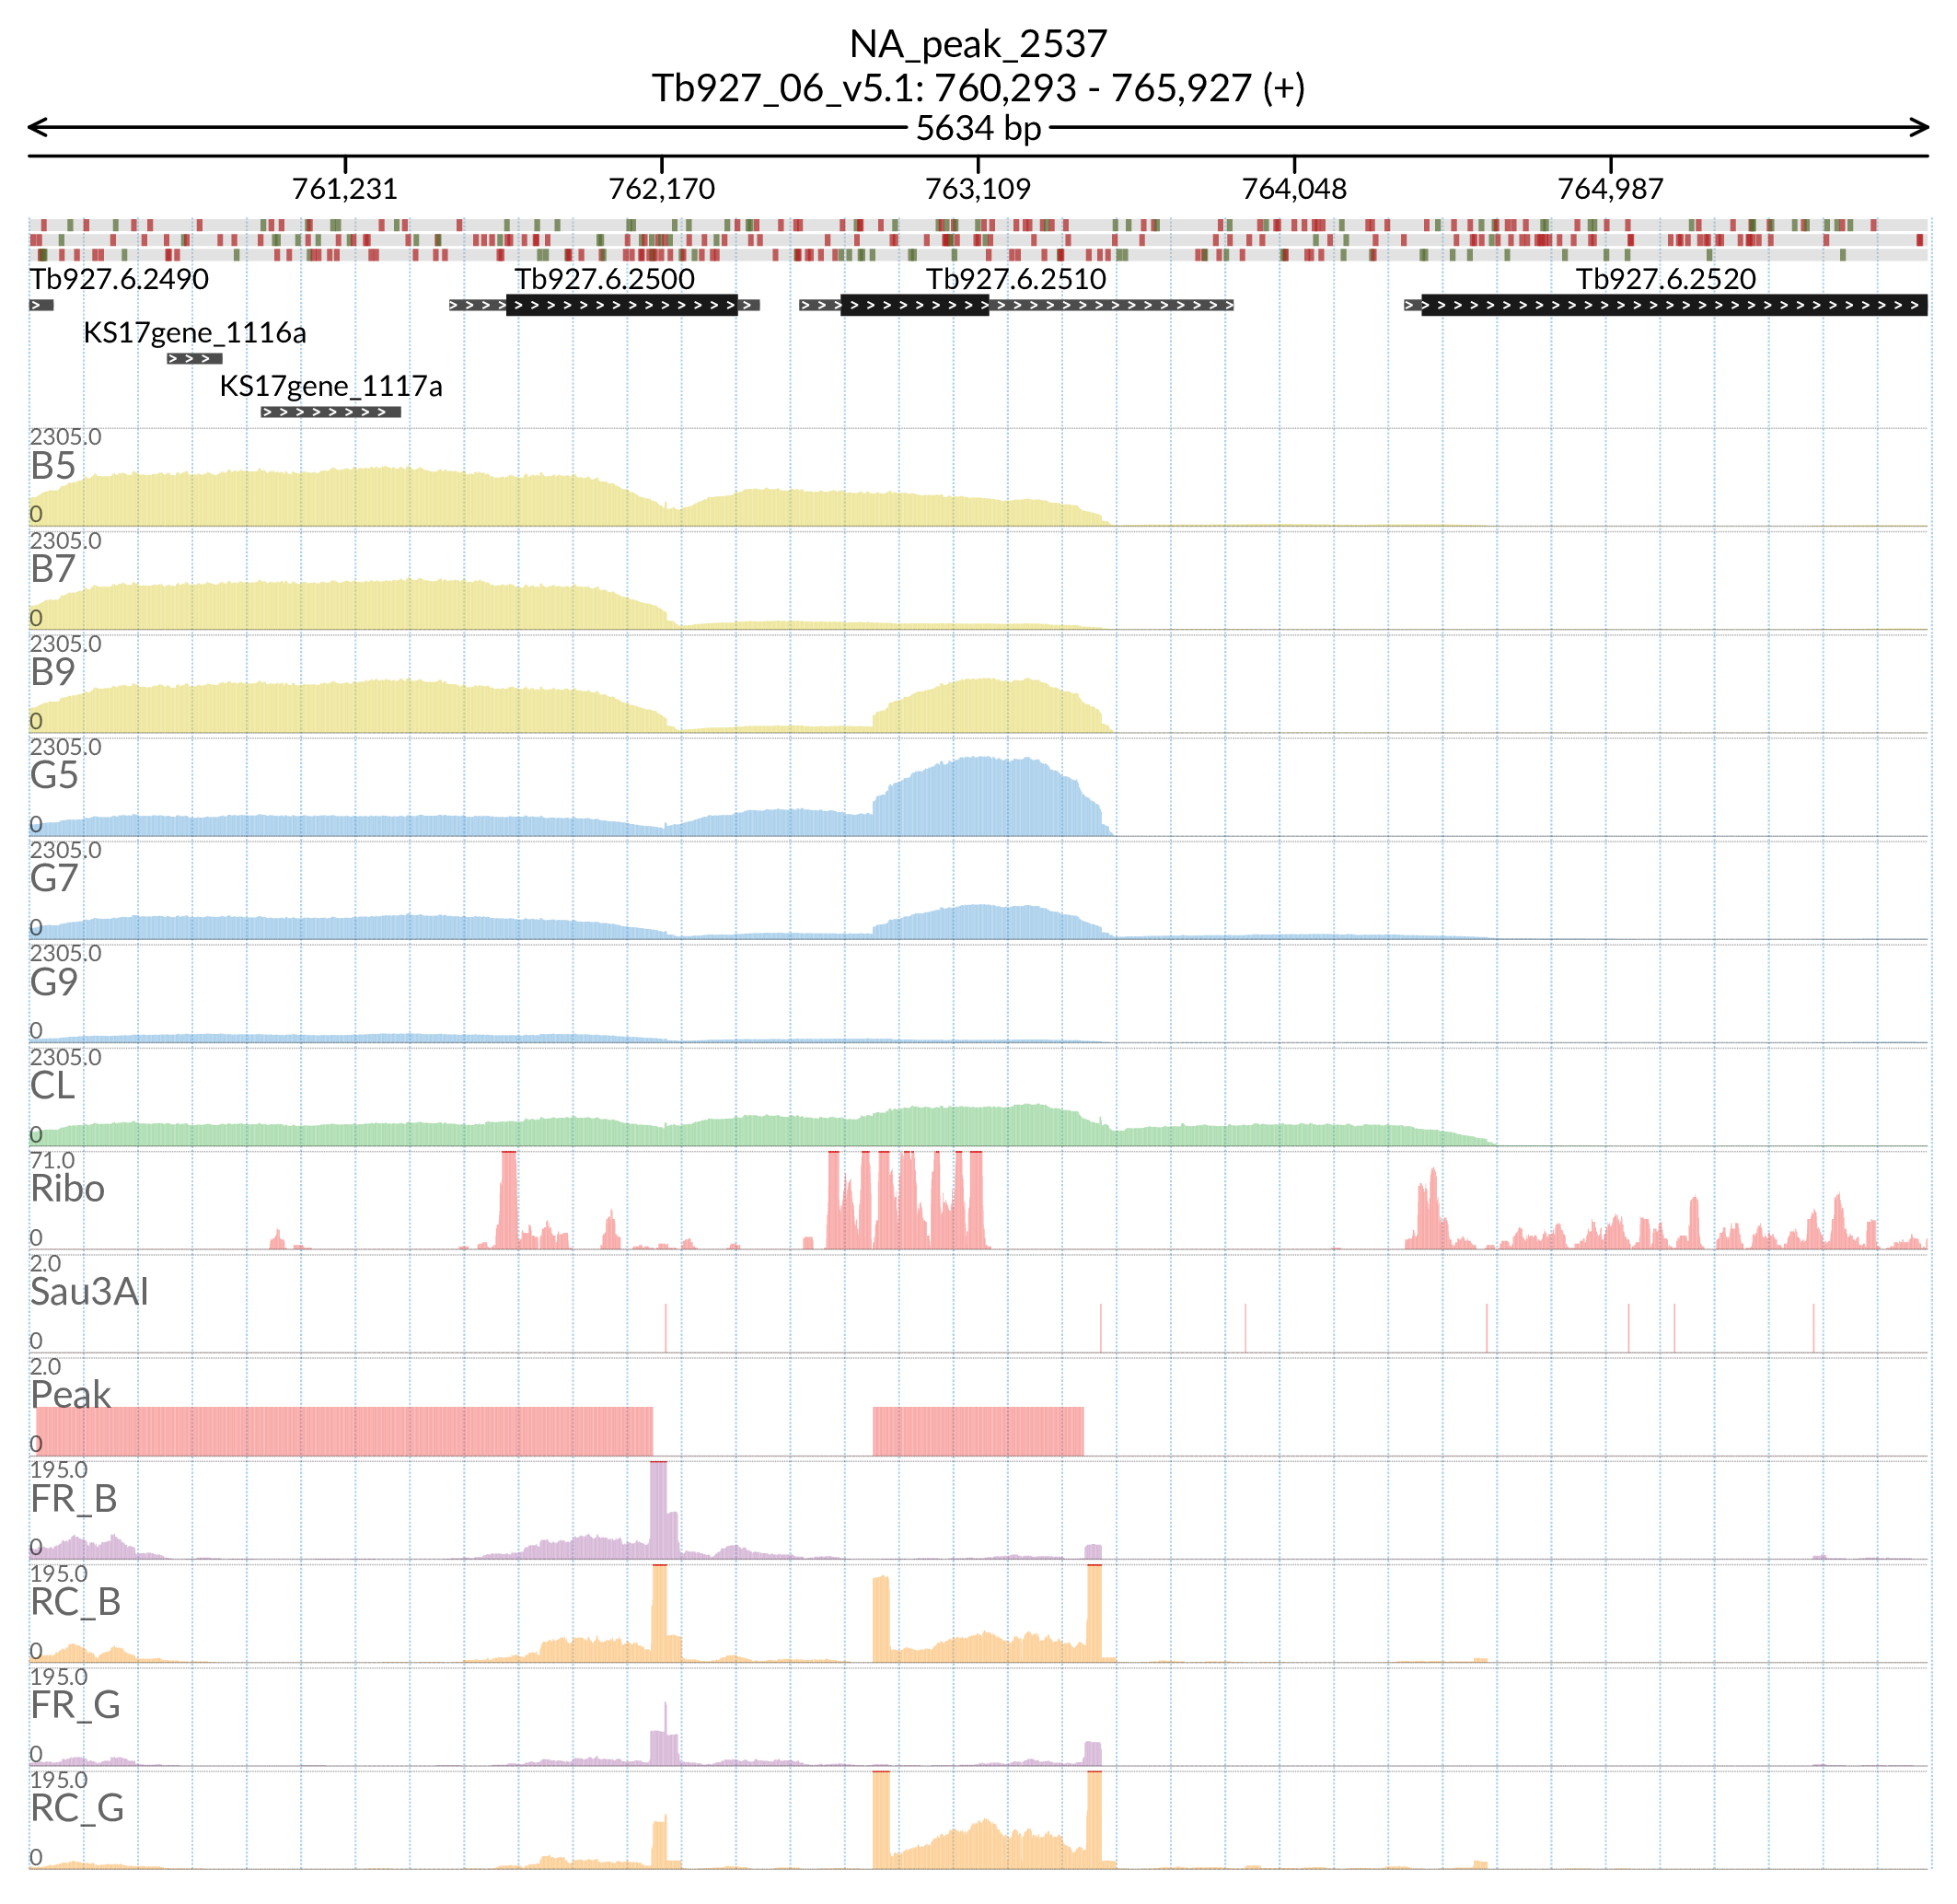 NA_peak_2537
Tb927_06_v5.1: 760,293 - 765,927 (+)
5634 bp
761,231 762,170 763,109 764,048 764,987
Tb927.6.2490 Tb927.6.2500 Tb927.6.2510 Tb927.6.2520
KS17gene_1116a
KS17gene_1117a
2305.0
B5
0
2305.0
B7
0
2305.0
B9
0
2305.0
G5
0
2305.0
G7
0
2305.0
G9
0
2305.0
CL
0
71.0
Ribo
0
2.0
Sau3AI
0
2.0
Peak
0
195.0
FR_B
0
195.0
RC_B
0
195.0
FR_G
0
195.0
RC_G
0